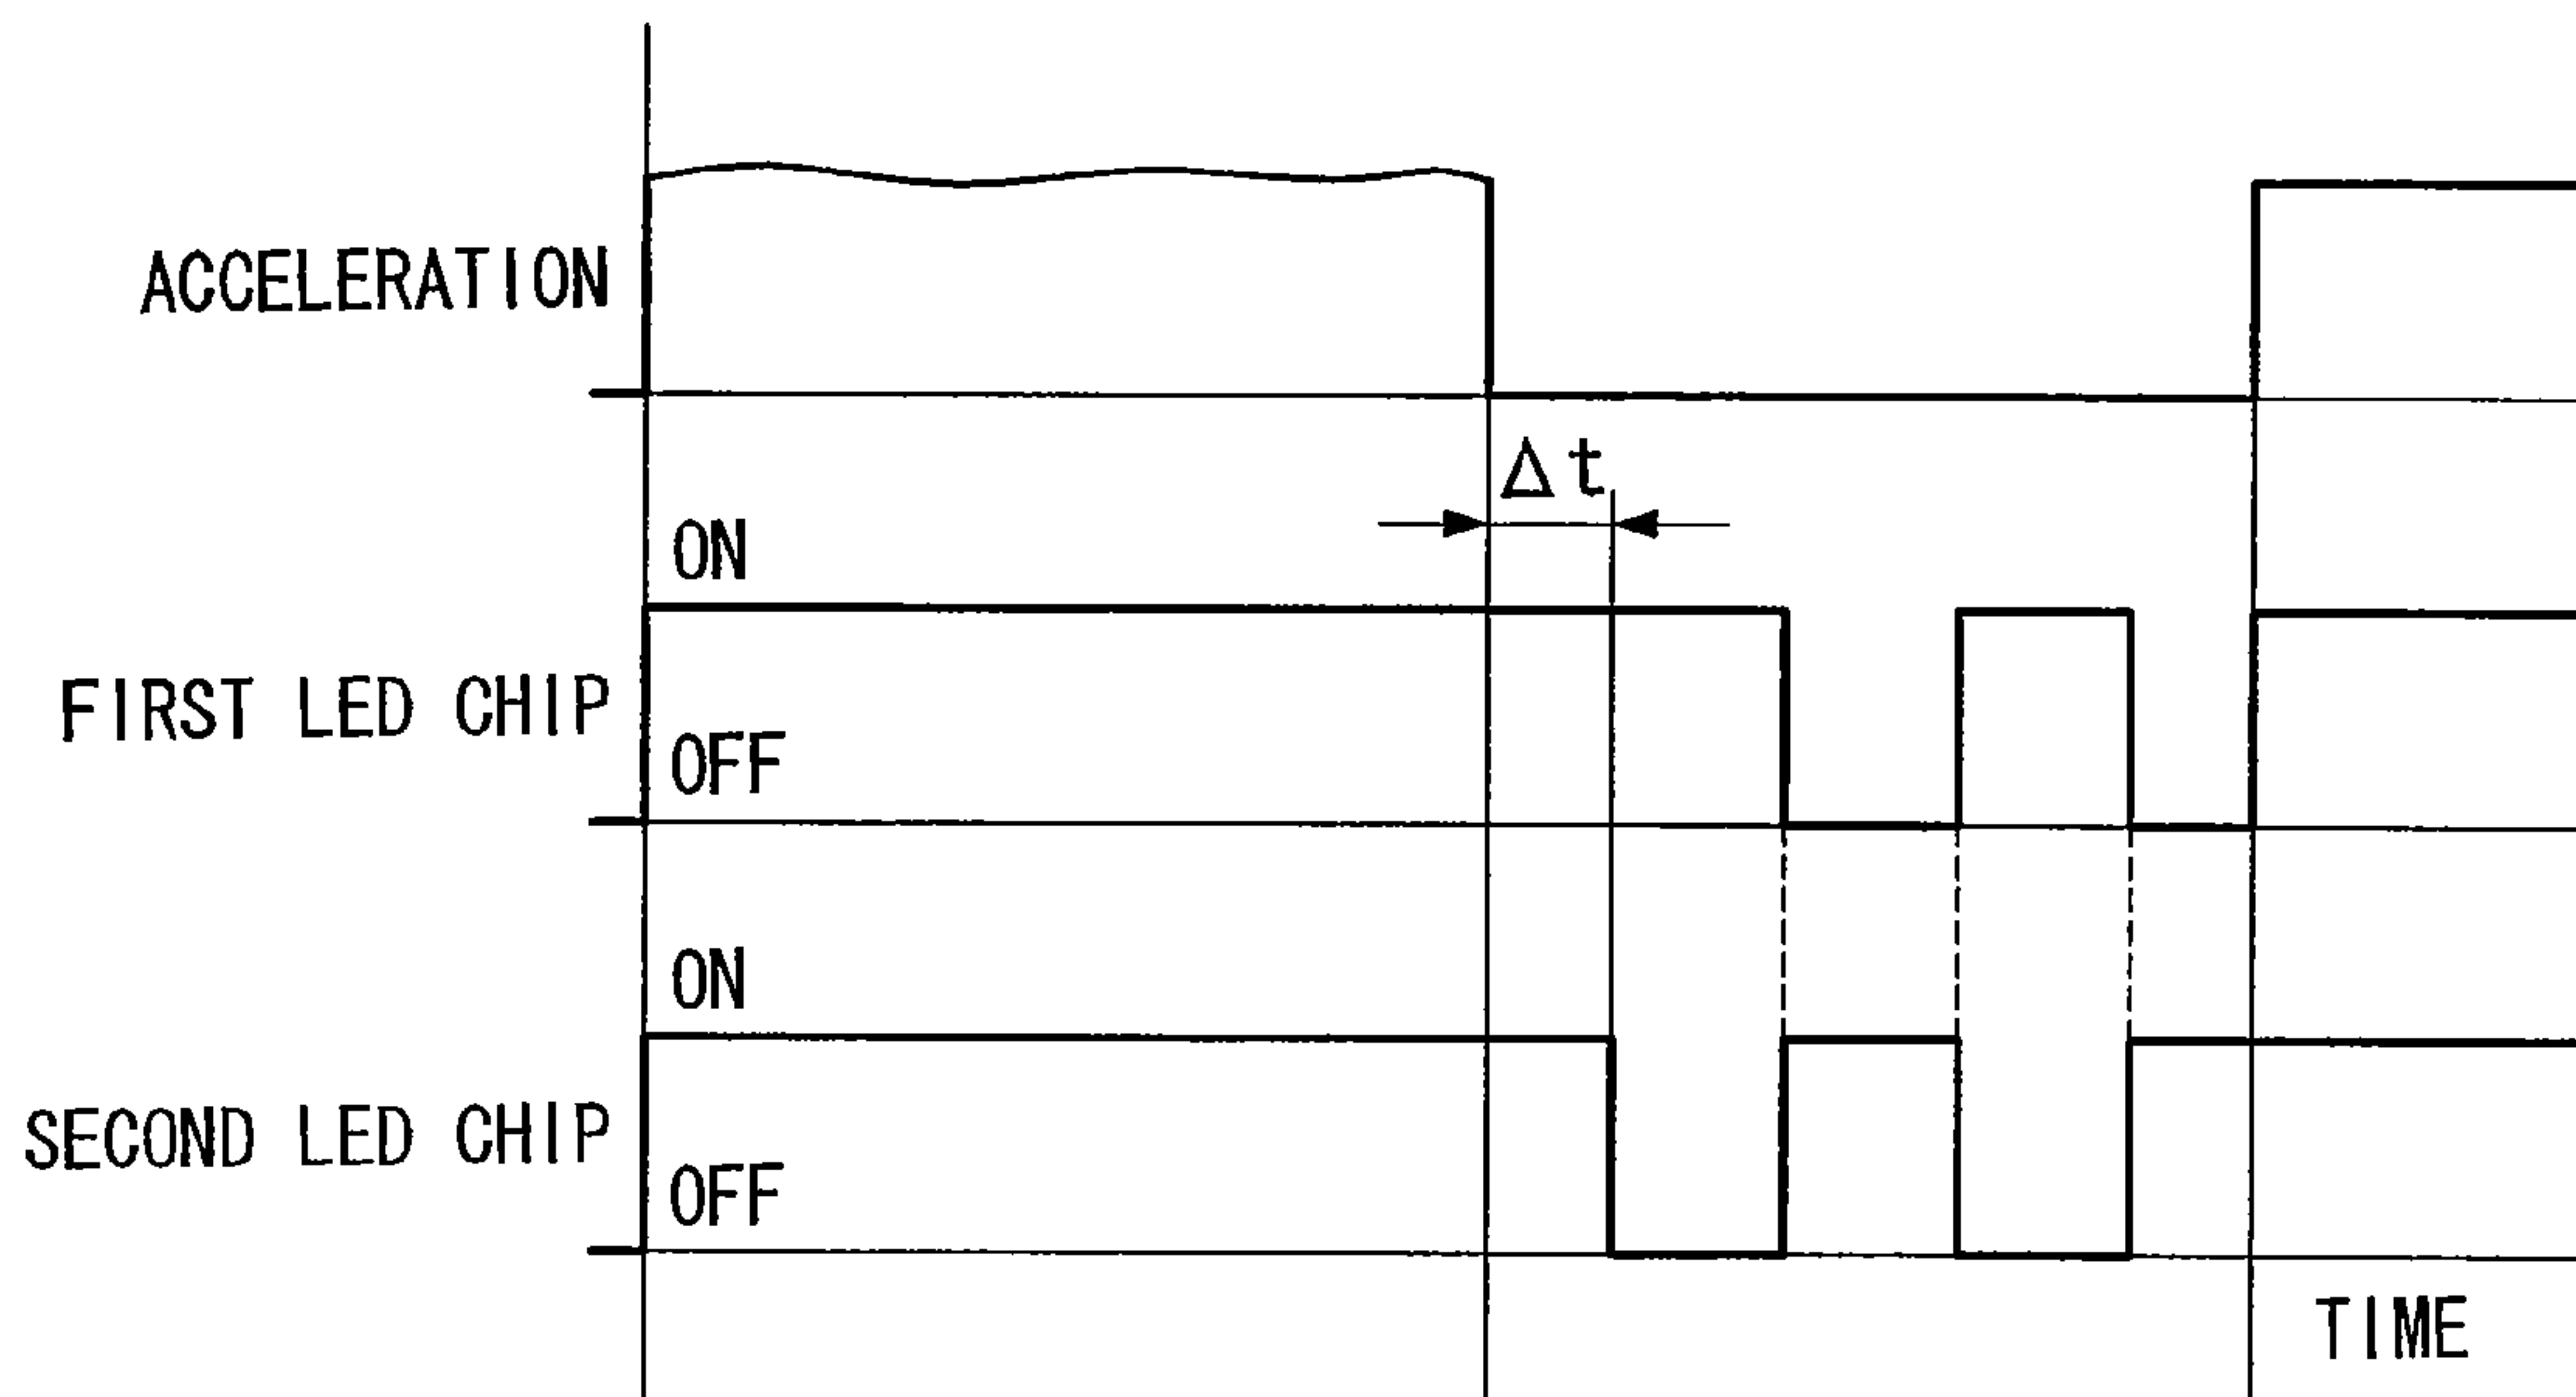 ACCELERATION
Δt
ON
FIRST LED CHIP
OFF
ON
SECOND LED CHIP
OFF
TIME